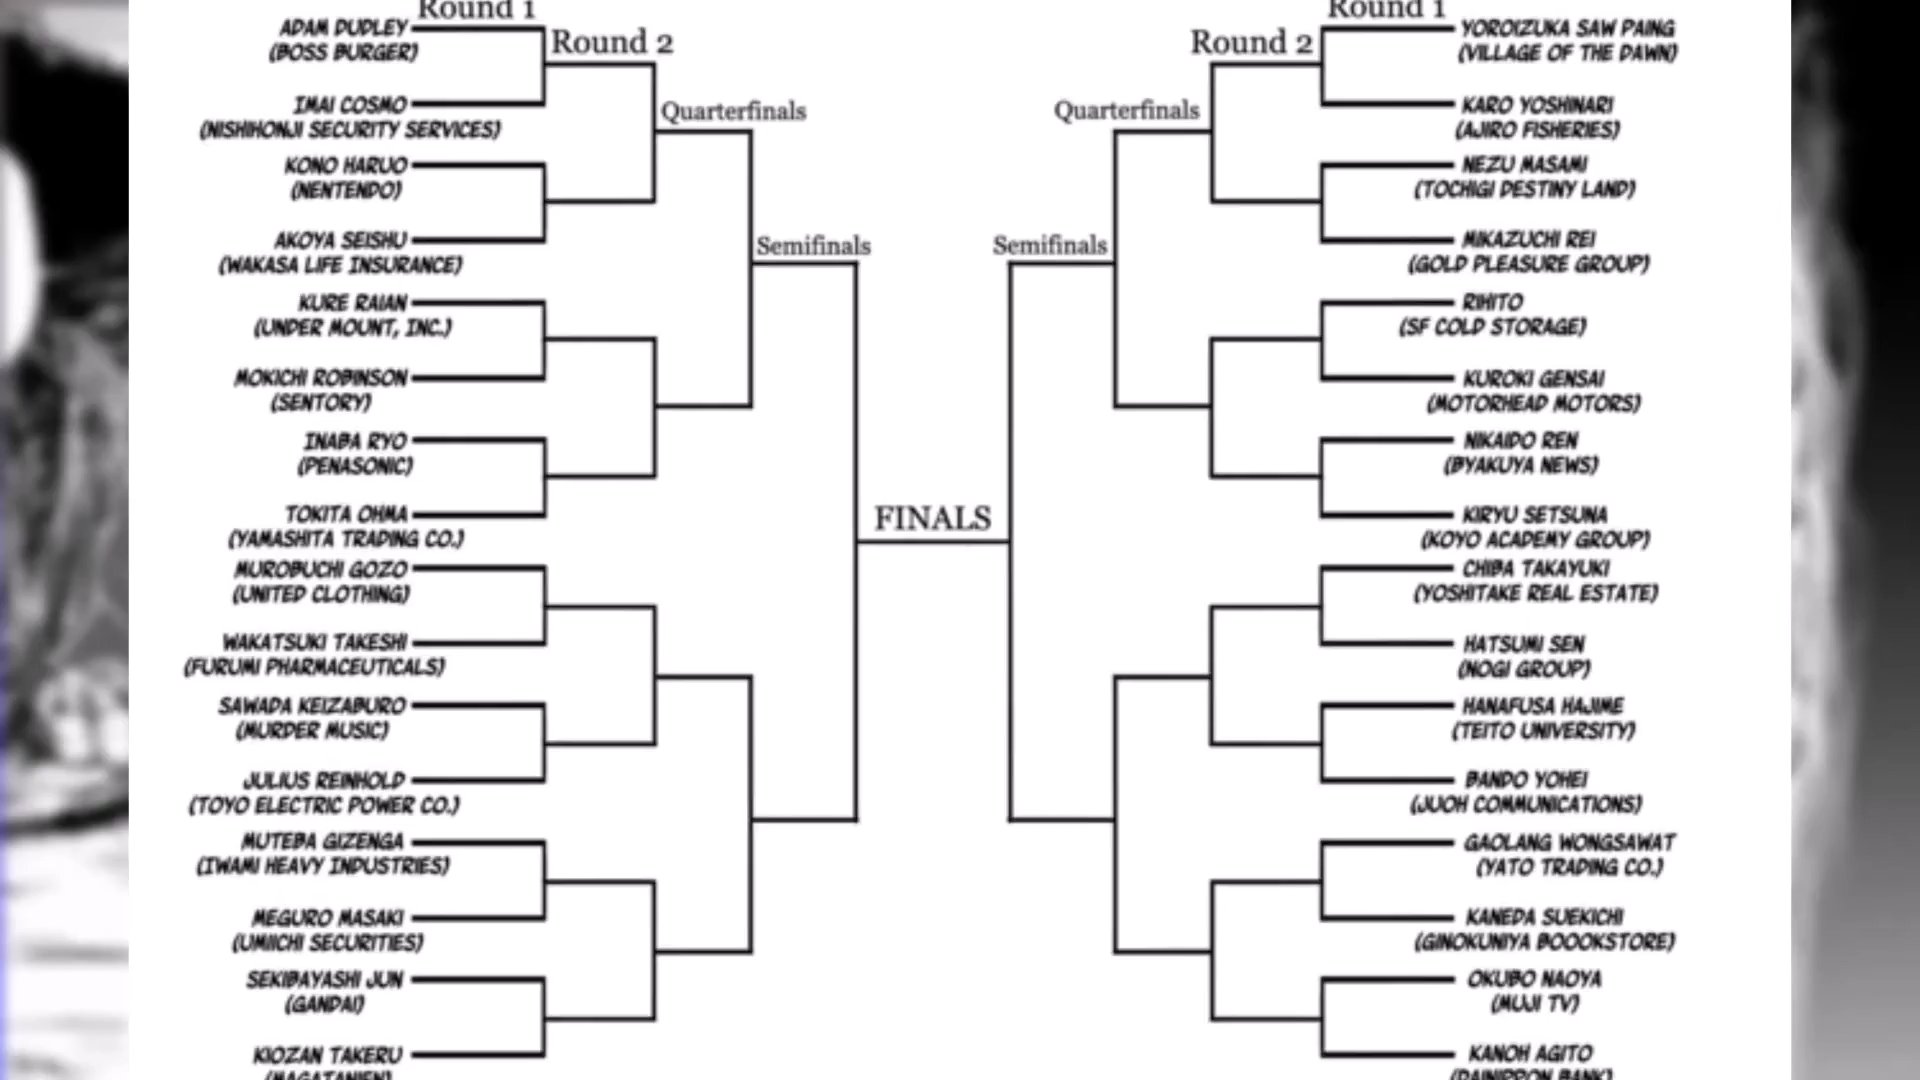 Round 1
ADAM DUDLEY
(BOSS BURGER)
Round 2
IMAI COSMO
(NISHIHONJI SECURITY SERVICES)
Quarterfinals
KONO HARUO
(NENTENDO)
AKOYA SEISHU
(WAKASA LIFE INSURANCE)
Semifinals
KURE RAIAN
(UNDER MOUNT, INC.)
MOKICHI ROBINSON
(SENTORY)
INABA RYO
(PENASONIC)
TOKITA OHMA
(YAMASHITA TRADING CO.)
MUROBUCHI GOZO
(UNITED CLOTHING)
WAKATSUKI TAKESHI
(FURUMI PHARMACEUTICALS)
SAWADA KEIZABURO
(MURDER MUSIC)
JULIUS REINHOLD
(TOYO ELECTRIC POWER CO.)
MUTEBA GIZENGA
(IWAMI HEAVY INDUSTRIES)
MEGURO MASAKI
(UMIICHI SECURITIES)
SEKIBAYASHI JUN
(GANDAI)
KIOZAN TAKERU
(NAGATANIEN)
FINALS
Round 1
YOROIZUKA SAW PAING
(VILLAGE OF THE DAWN)
Round 2
KARO YOSHINARI
(AJIRO FISHERIES)
Quarterfinals
NEZU MASAMI
(TOCHIGI DESTINY LAND)
MIKAZUCHI REI
(GOLD PLEASURE GROUP)
Semifinals
RIHITO
(SF COLD STORAGE)
KUROKI GENSAI
(MOTORHEAD MOTORS)
NIKAIDO REN
(BYAKUYA NEWS)
KIRYU SETSUNA
(KOYO ACADEMY GROUP)
CHIBA TAKAYUKI
(YOSHITAKE REAL ESTATE)
HATSUMI SEN
(NOGI GROUP)
HANAFUSA HAJIME
(TEITO UNIVERSITY)
BANDO YOHEI
(JUOH COMMUNICATIONS)
GAOLANG WONGSAWAT
(YATO TRADING CO.)
KANEDA SUEKICHI
(GINOKUNIYA BOOOKSTORE)
OKUBO NAOYA
(MUJI TV)
KANOH AGITO
(DAINIPPON BANK)